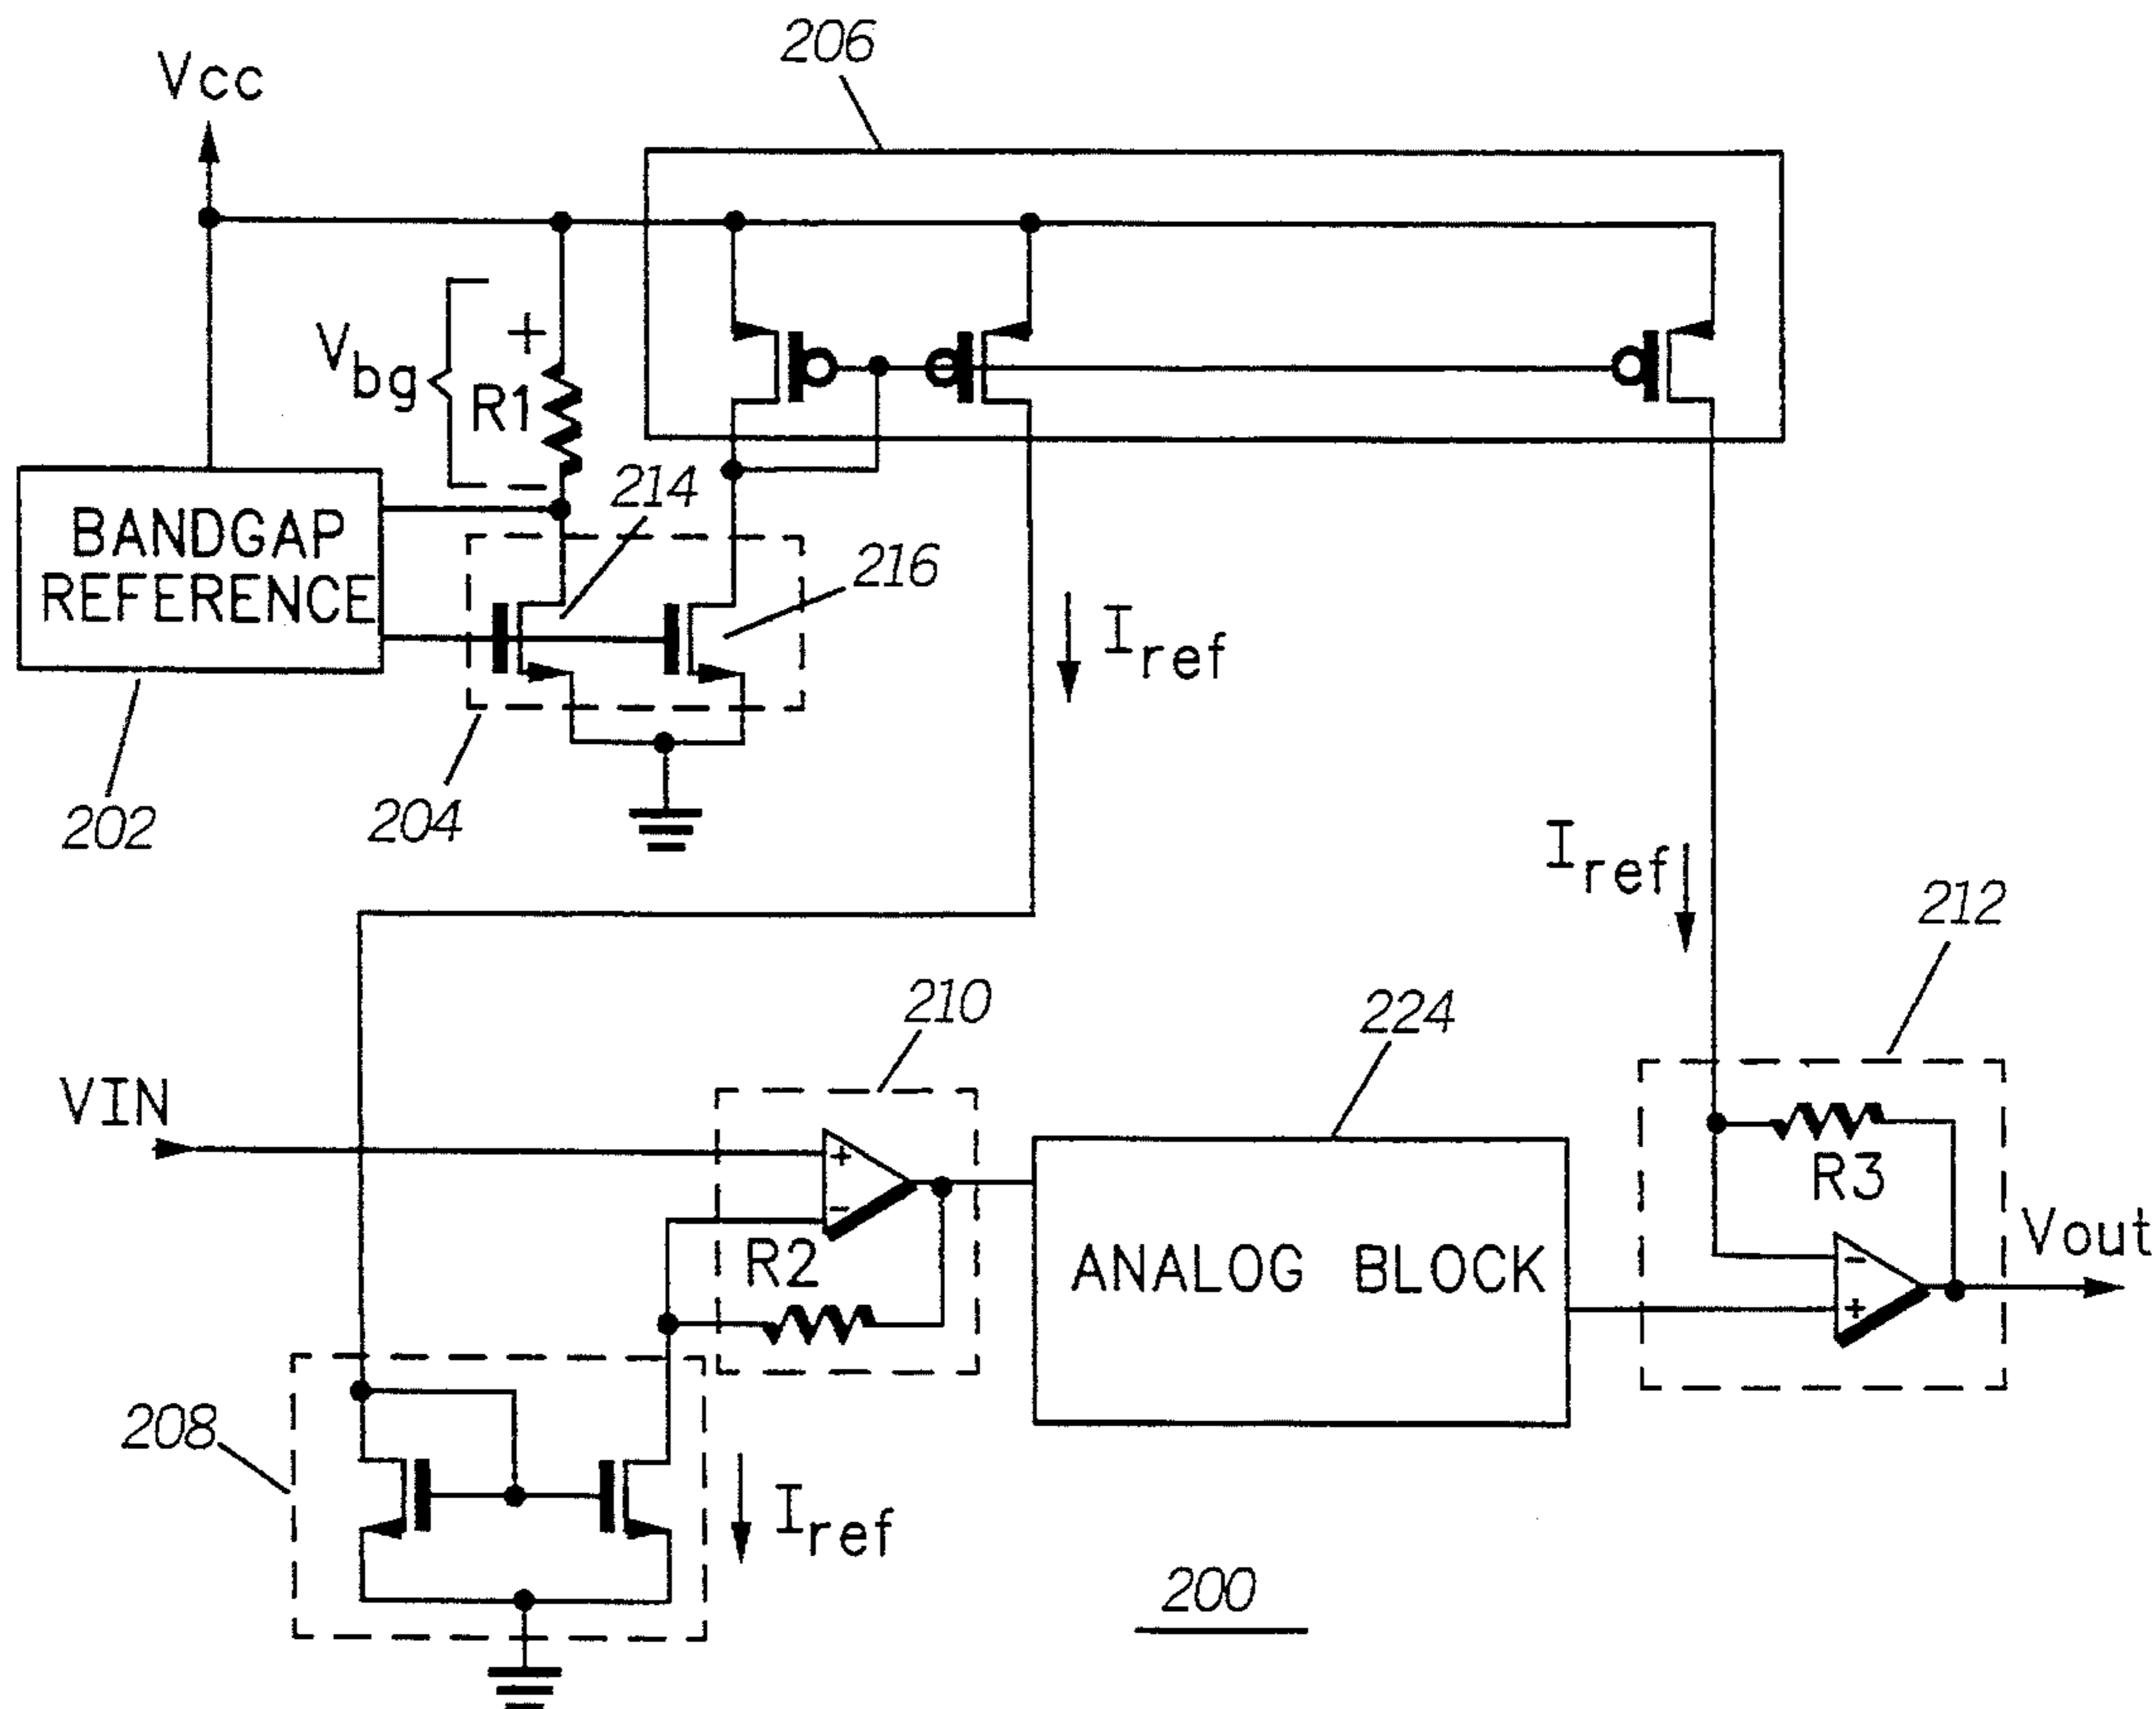 206
Vcc
Vbg
+
R1
−
214
216
BANDGAP
REFERENCE
Iref
202
204
Iref
212
210
224
VIN
+
−
R2
R3
Vout
ANALOG BLOCK
−
+
208
Iref
200